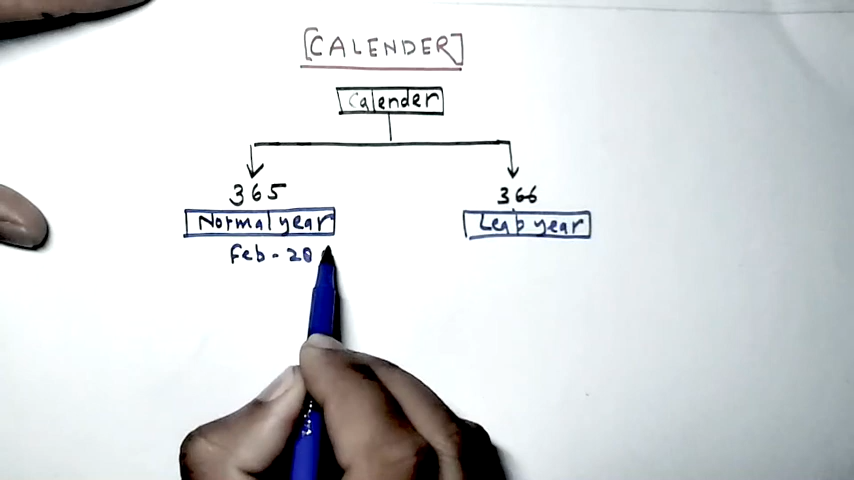 [CALENDER]
Calender
365 366
Normal year Leap year
Feb - 28